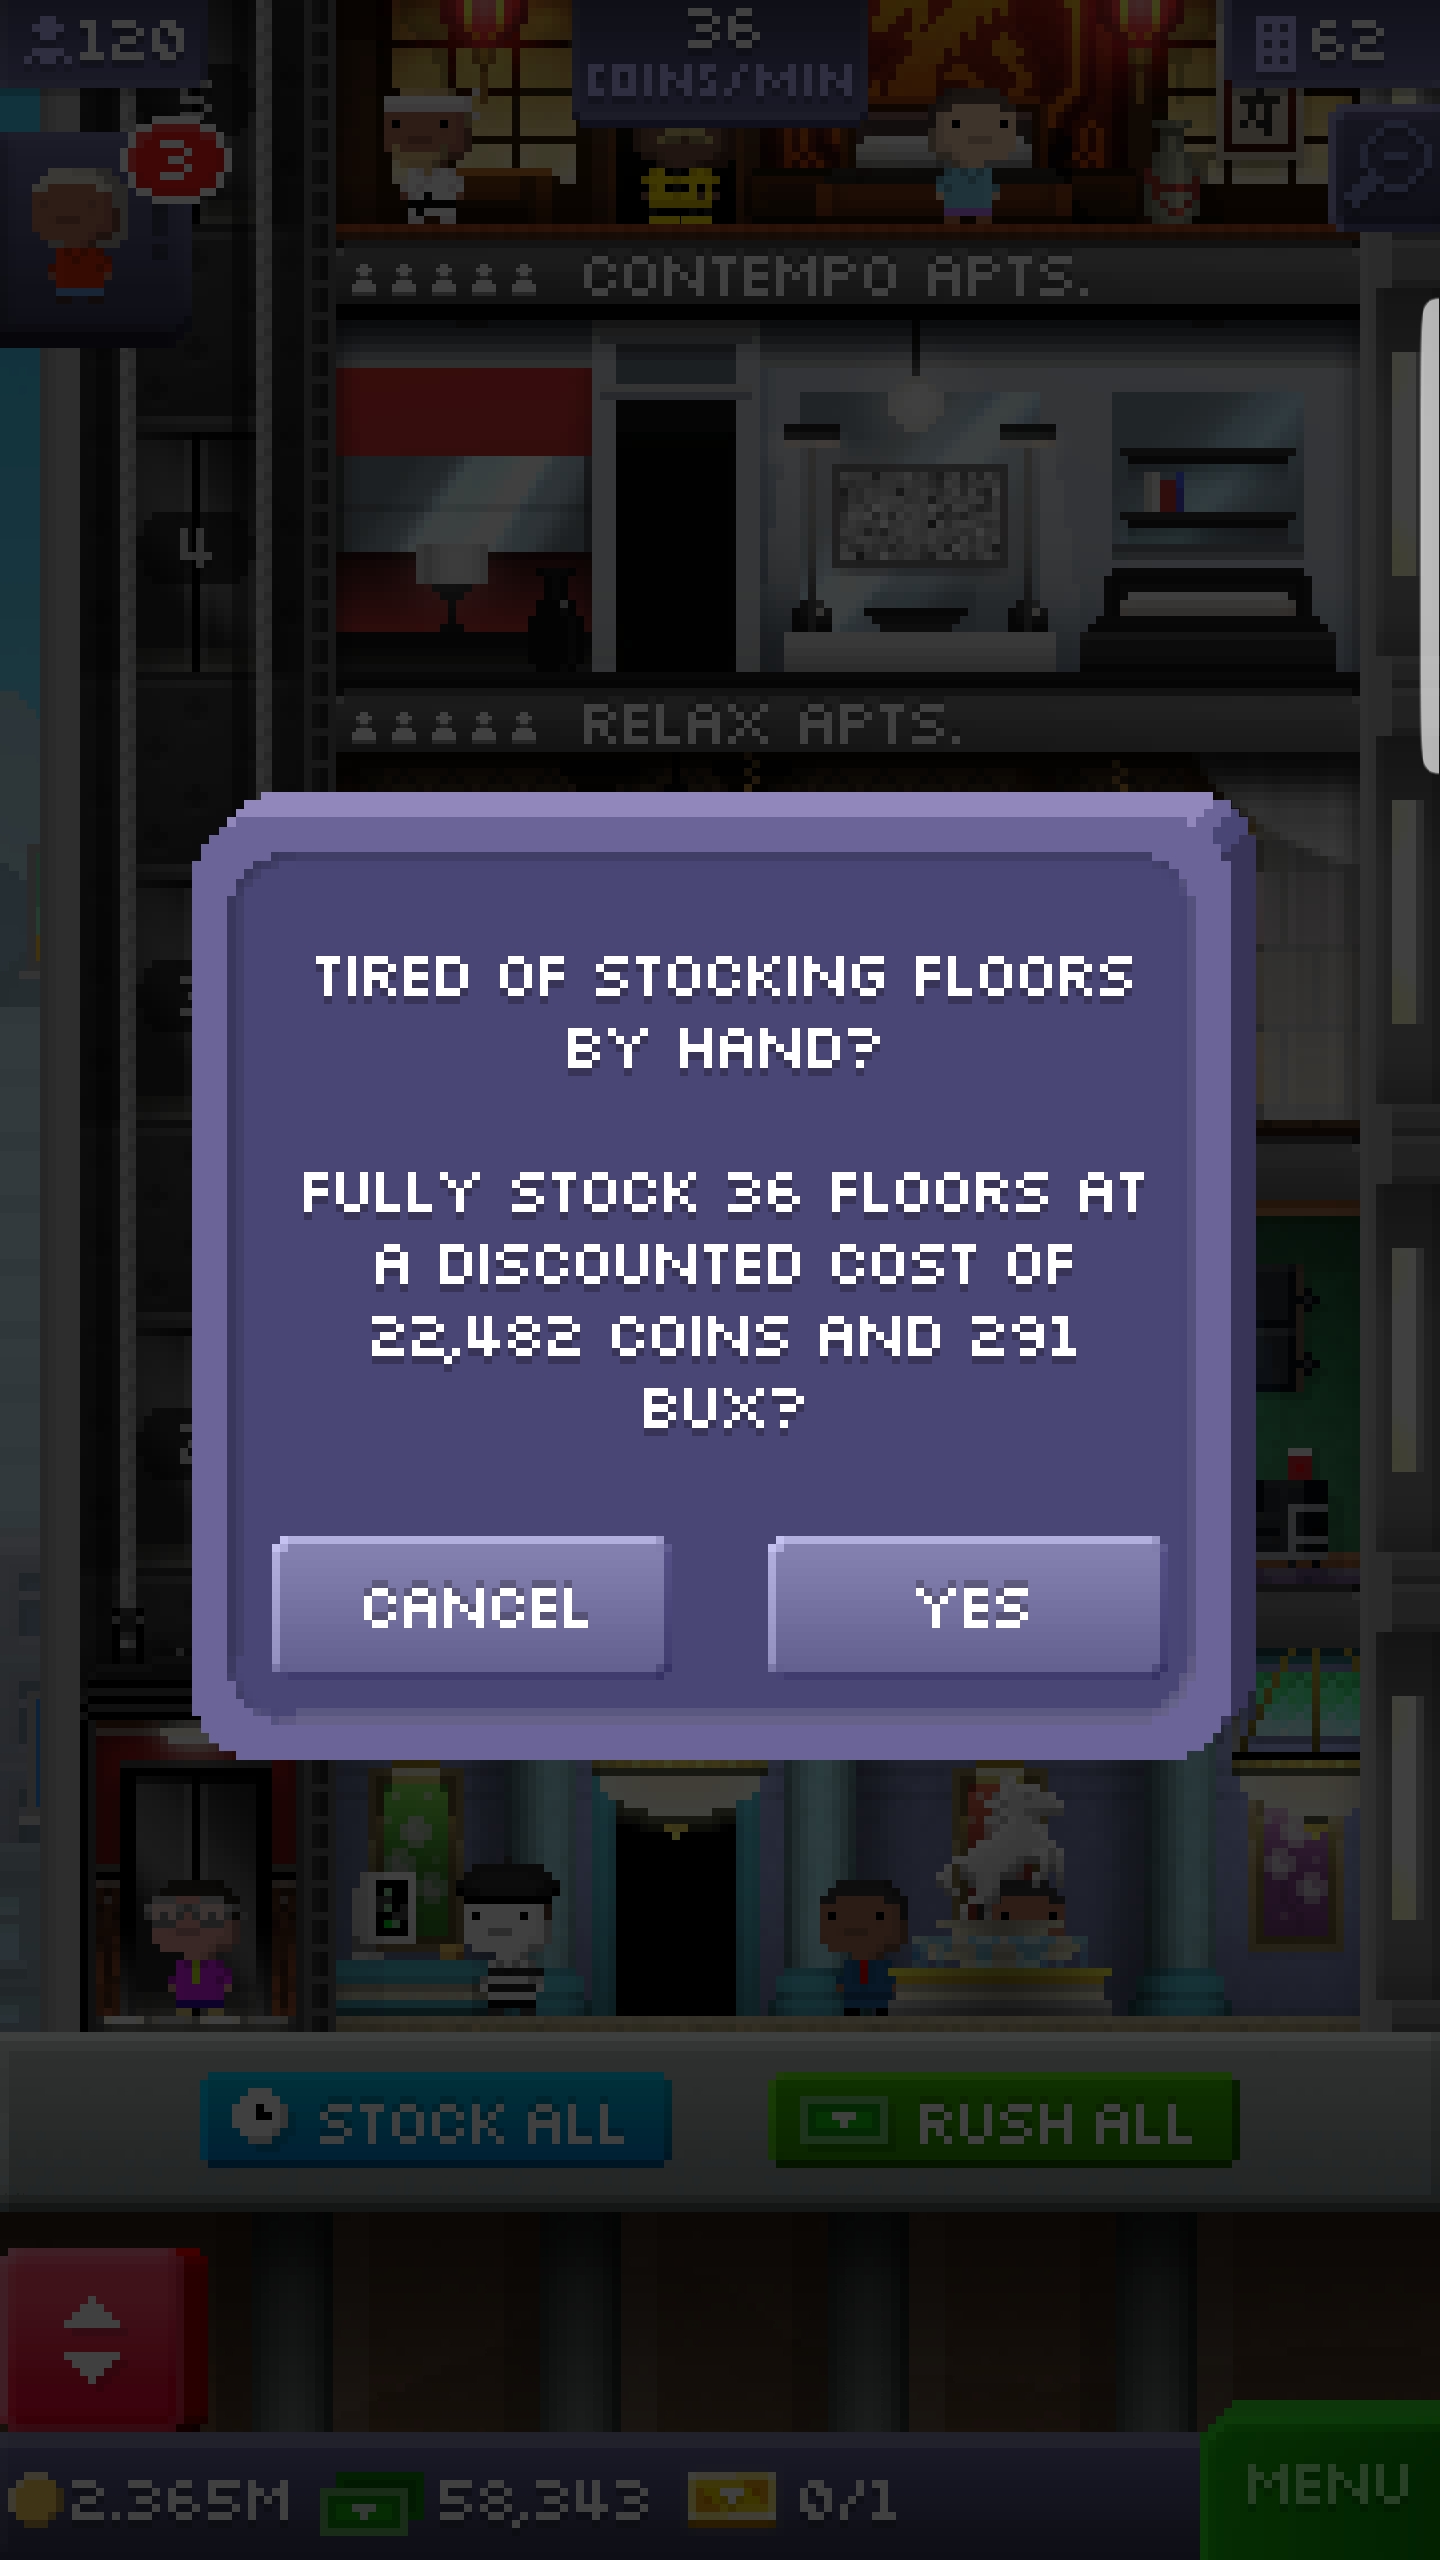 120
36
COINS/MIN
62
5
3
CONTEMPO APTS.
4
RELAX APTS.
TIRED OF STOCKING FLOORS
BY HAND?
FULLY STOCK 36 FLOORS AT
A DISCOUNTED COST OF
22,482 COINS AND 291
BUX?
CANCEL
YES
STOCK ALL
RUSH ALL
2.365M
58,343
0/1
MENU